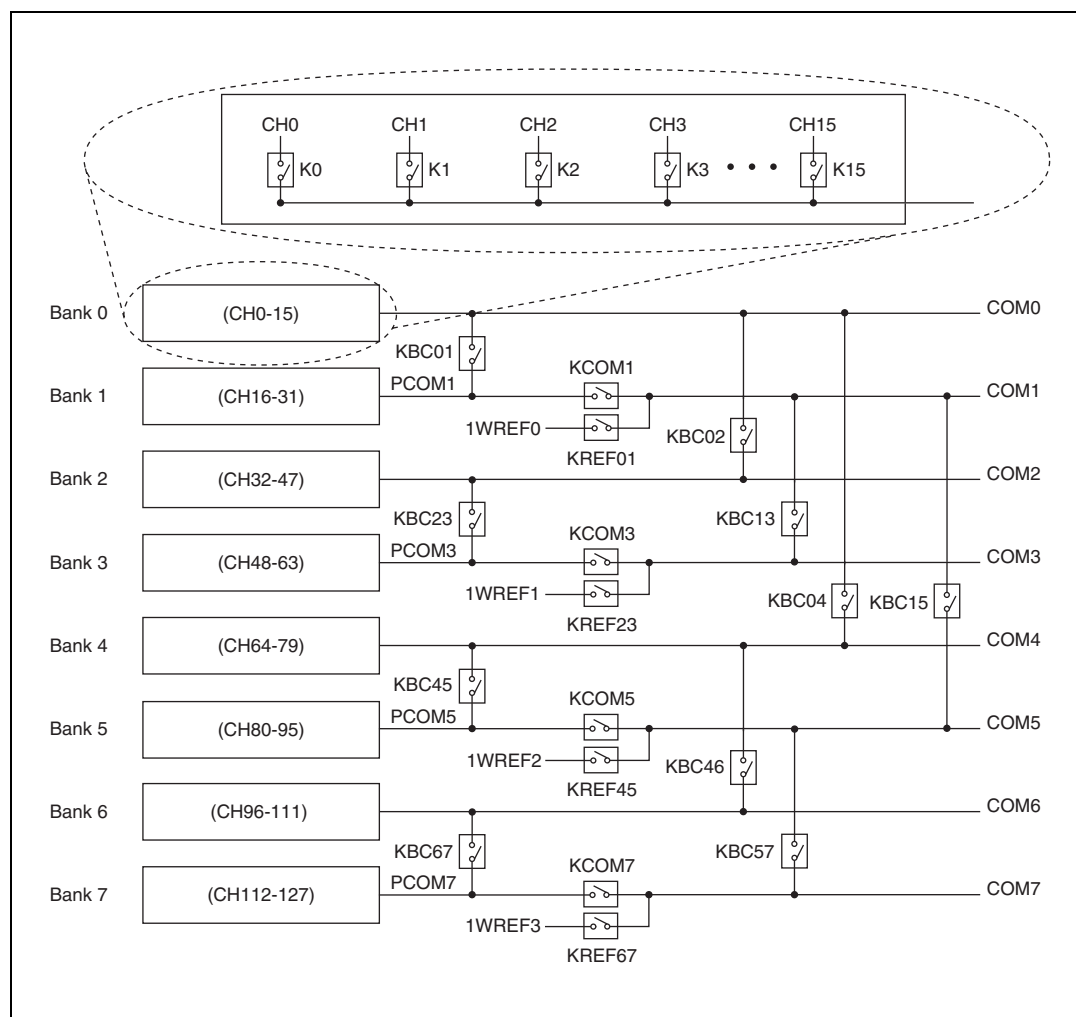 CH0 CH1 CH2 CH3 CH15
K0 K1 K2 K3 • • • K15
Bank 0 (CH0-15) COM0
KBC01
Bank 1 (CH16-31) PCOM1 KCOM1 COM1
1WREF0
KREF01
KBC02
Bank 2 (CH32-47) COM2
KBC23
KBC13
Bank 3 (CH48-63) PCOM3 KCOM3 COM3
1WREF1
KREF23
KBC04 KBC15
Bank 4 (CH64-79) COM4
KBC45
Bank 5 (CH80-95) PCOM5 KCOM5 COM5
1WREF2
KREF45
KBC46
Bank 6 (CH96-111) COM6
KBC67
KBC57
Bank 7 (CH112-127) PCOM7 KCOM7 COM7
1WREF3
KREF67